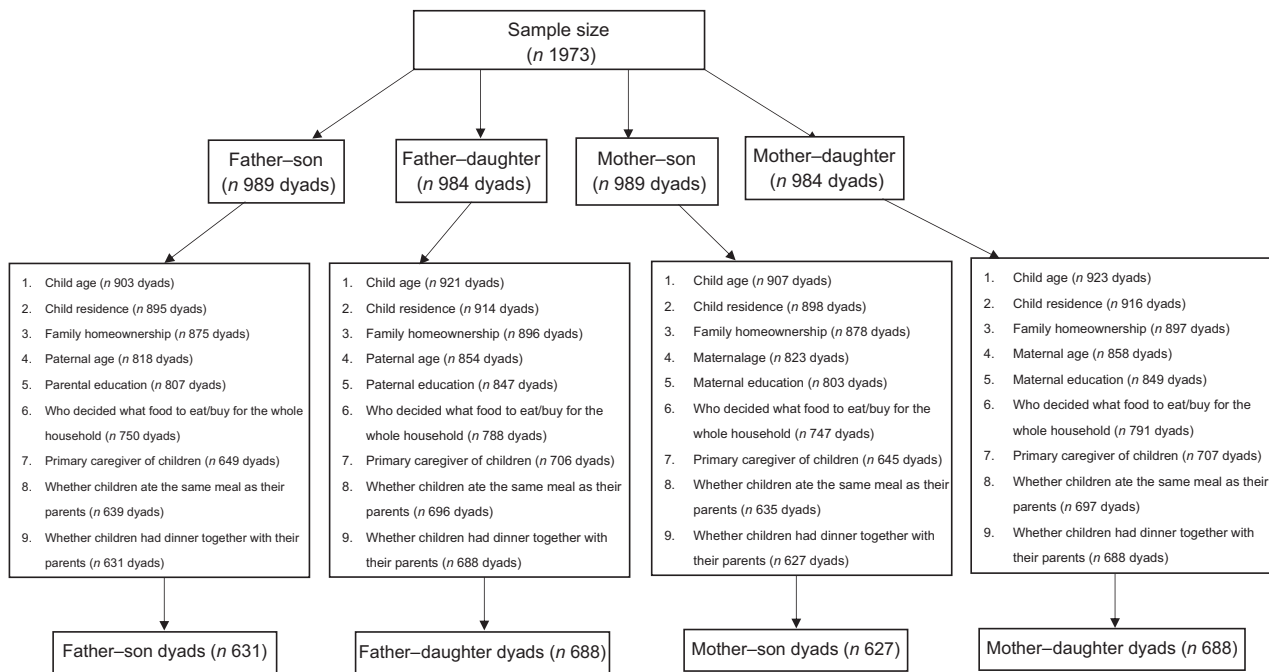 Sample size
(n 1973)
Father–son
(n 989 dyads)
Father–daughter
(n 984 dyads)
Mother–son
(n 989 dyads)
Mother–daughter
(n 984 dyads)
1. Child age (n 903 dyads)
2. Child residence (n 895 dyads)
3. Family homeownership (n 875 dyads)
4. Paternal age (n 818 dyads)
5. Parental education (n 807 dyads)
6. Who decided what food to eat/buy for the whole
household (n 750 dyads)
7. Primary caregiver of children (n 649 dyads)
8. Whether children ate the same meal as their
parents (n 639 dyads)
9. Whether children had dinner together with their
parents (n 631 dyads)
1. Child age (n 921 dyads)
2. Child residence (n 914 dyads)
3. Family homeownership (n 896 dyads)
4. Paternal age (n 854 dyads)
5. Paternal education (n 847 dyads)
6. Who decided what food to eat/buy for the
whole household (n 788 dyads)
7. Primary caregiver of children (n 706 dyads)
8. Whether children ate the same meal as their
parents (n 696 dyads)
9. Whether children had dinner together with
their parents (n 688 dyads)
1. Child age (n 907 dyads)
2. Child residence (n 898 dyads)
3. Family homeownership (n 878 dyads)
4. Maternalage (n 823 dyads)
5. Maternal education (n 803 dyads)
6. Who decided what food to eat/buy for the
whole household (n 747 dyads)
7. Primary caregiver of children (n 645 dyads)
8. Whether children ate the same meal as their
parents (n 635 dyads)
9. Whether children had dinner together with
their parents (n 627 dyads)
1. Child age (n 923 dyads)
2. Child residence (n 916 dyads)
3. Family homeownership (n 897 dyads)
4. Maternal age (n 858 dyads)
5. Maternal education (n 849 dyads)
6. Who decided what food to eat/buy for the
whole household (n 791 dyads)
7. Primary caregiver of children (n 707 dyads)
8. Whether children ate the same meal as their
parents (n 697 dyads)
9. Whether children had dinner together with
their parents (n 688 dyads)
Father–son dyads (n 631)
Father–daughter dyads (n 688)
Mother–son dyads (n 627)
Mother–daughter dyads (n 688)